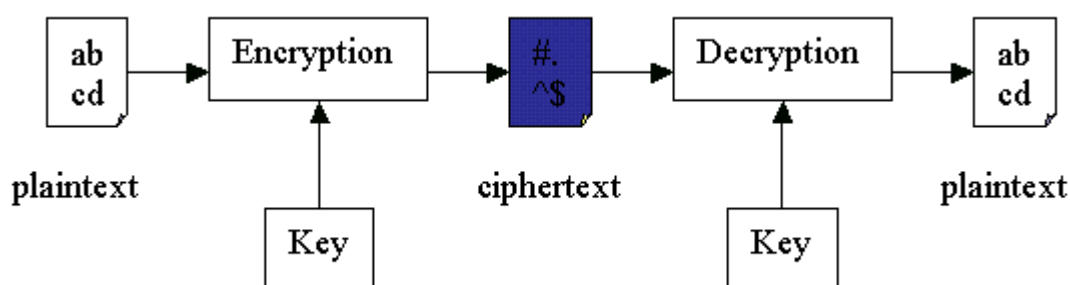 ab
cd
Encryption
#.
^$
Decryption
ab
cd
plaintext
ciphertext
plaintext
Key
Key